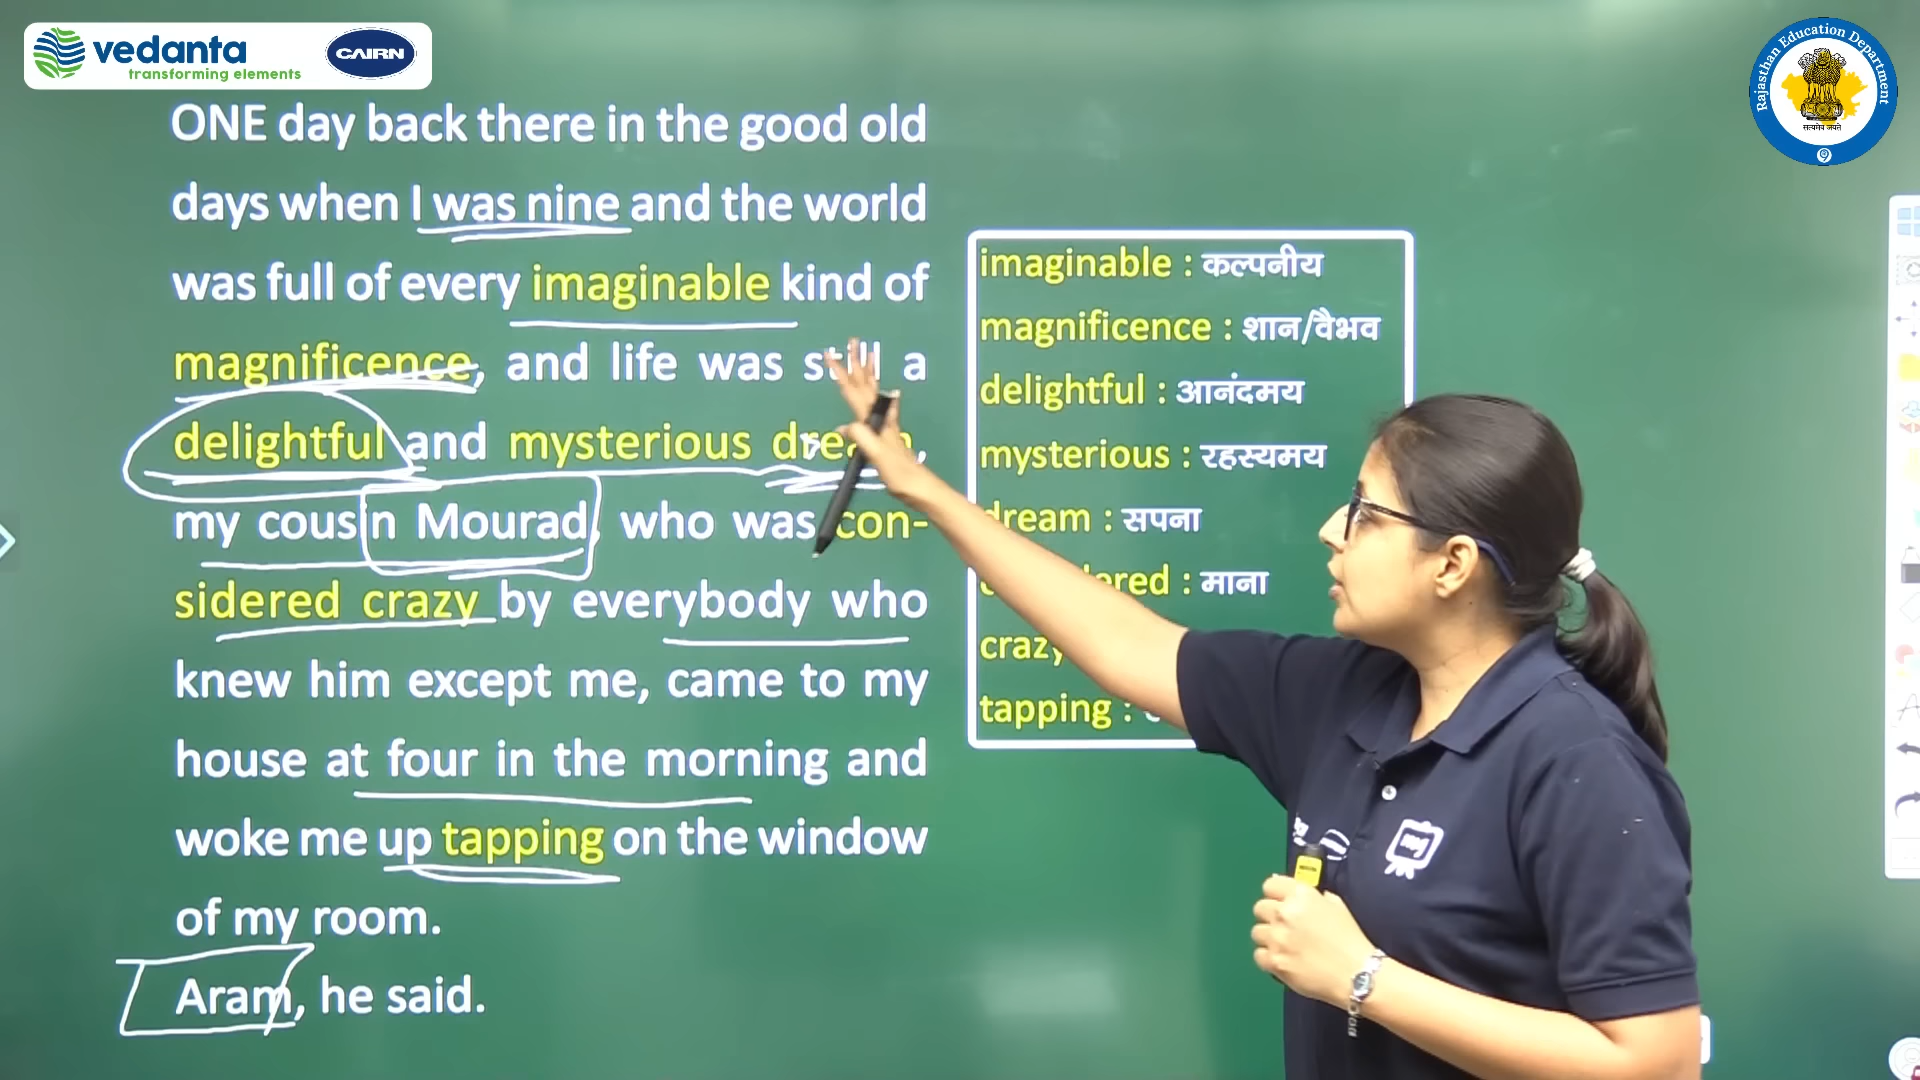 vedanta
transforming elements
CAIRN
Rajasthan Education Department
सत्यमेव जयते
ONE day back there in the good old
days when I was nine and the world
was full of every imaginable kind of
magnificence, and life was still a
delightful and mysterious dream,
my cousin Mourad, who was con-
sidered crazy by everybody who
knew him except me, came to my
house at four in the morning and
woke me up tapping on the window
of my room.
Aram, he said.
imaginable : कल्पनीय
magnificence : शान/वैभव
delightful : आनंदमय
mysterious : रहस्यमय
dream : सपना
: माना
crazy
tapping :